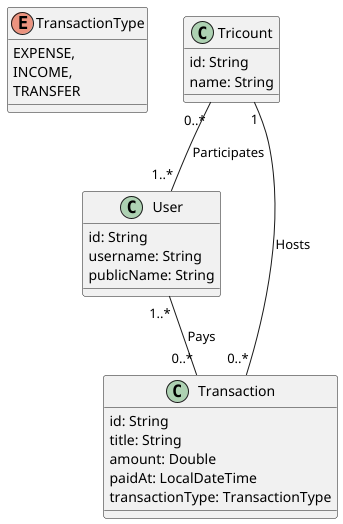 E TransactionType
EXPENSE,
INCOME,
TRANSFER
C Tricount
id: String
name: String
0..*
1
Participates
1..*
C User
id: String
username: String
publicName: String
Hosts
1..*
Pays
0..*
0..*
C Transaction
id: String
title: String
amount: Double
paidAt: LocalDateTime
transactionType: TransactionType